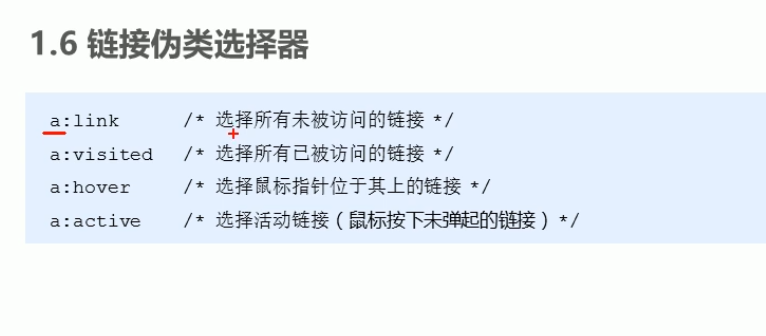 1.6 链接伪类选择器
a:link /* 选择所有未被访问的链接 */
a:visited /* 选择所有已被访问的链接 */
a:hover /* 选择鼠标指针位于其上的链接 */
a:active /* 选择活动链接（鼠标按下未弹起的链接）*/